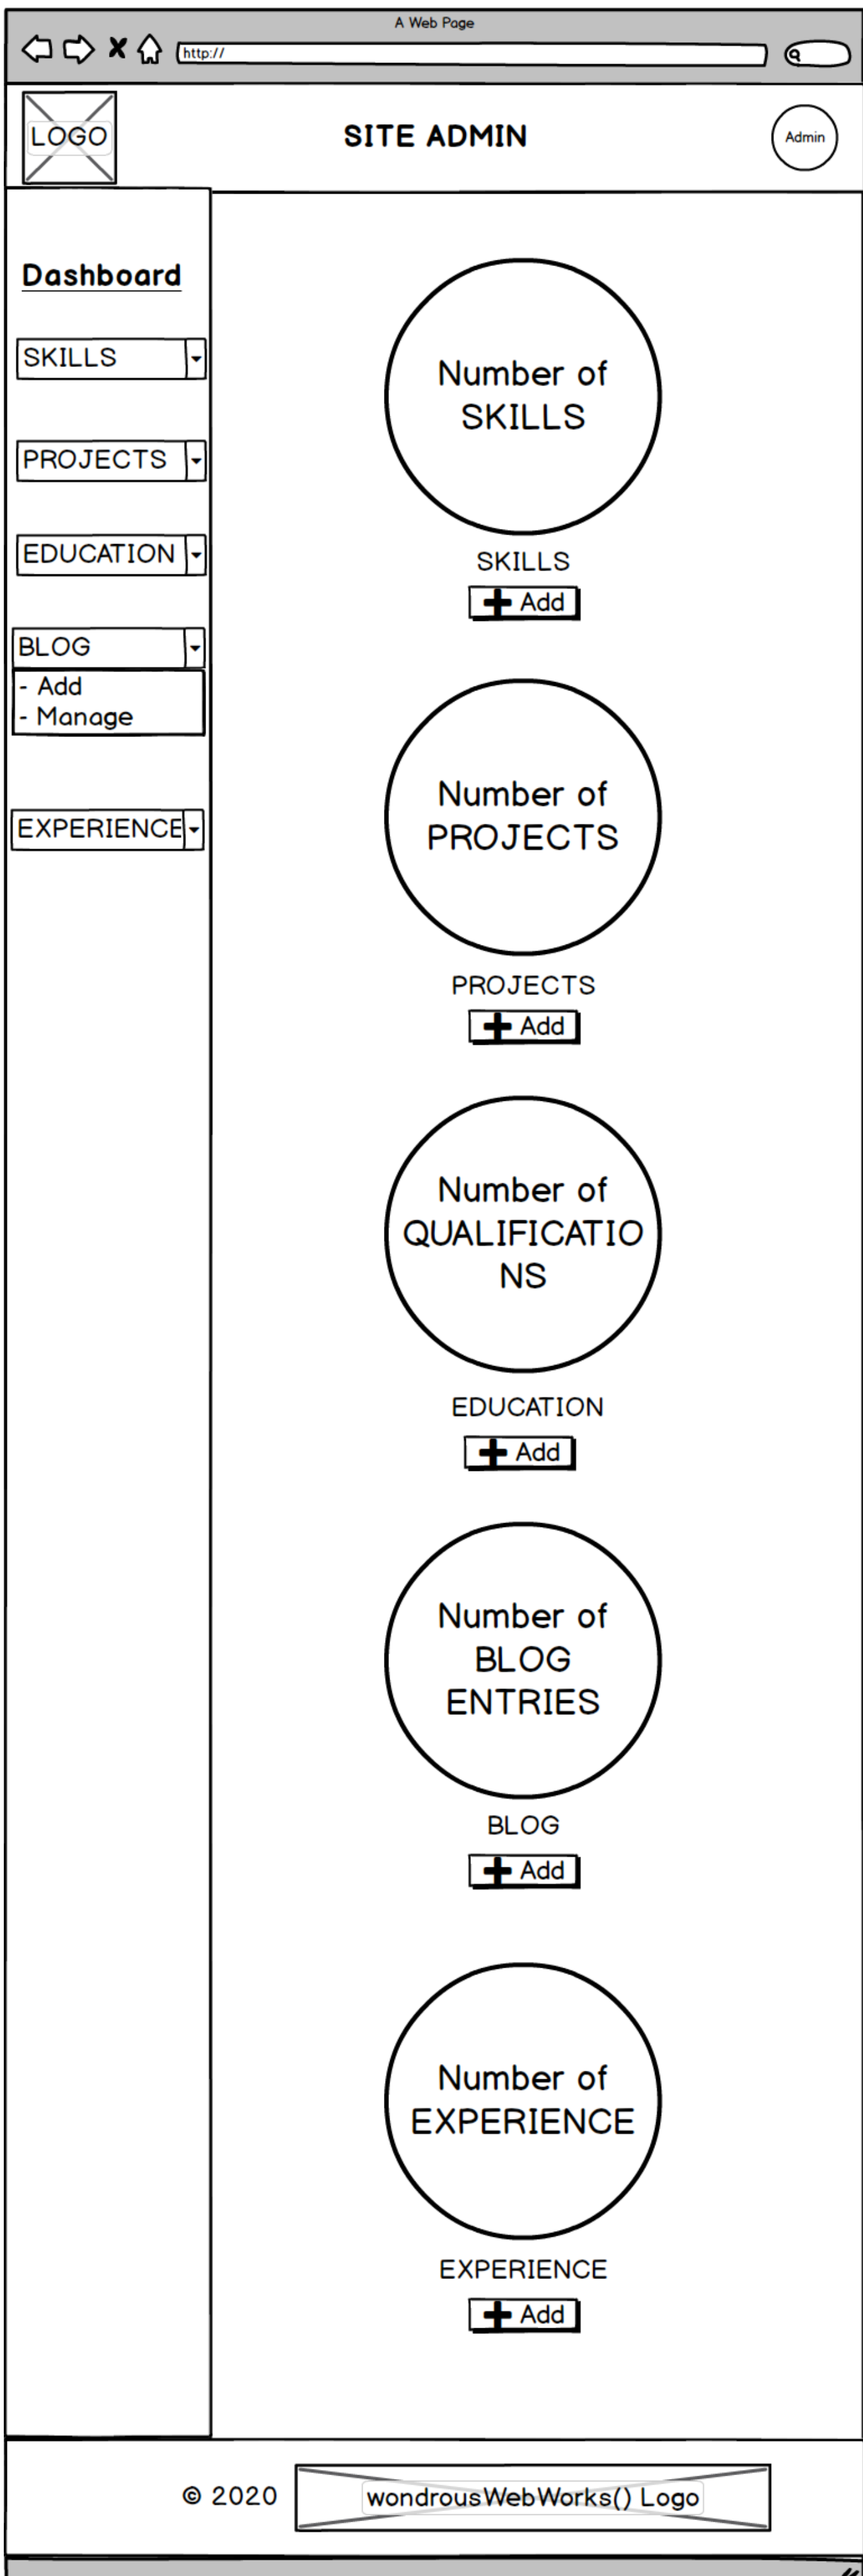 A Web Page
http://
LOGO
SITE ADMIN
Admin
Dashboard
SKILLS
PROJECTS
EDUCATION
BLOG
- Add
- Manage
EXPERIENCE
Number of
SKILLS
SKILLS
Add
Number of
PROJECTS
PROJECTS
Add
Number of
QUALIFICATIO
NS
EDUCATION
Add
Number of
BLOG
ENTRIES
BLOG
Add
Number of
EXPERIENCE
EXPERIENCE
Add
© 2020
wondrousWebWorks() Logo